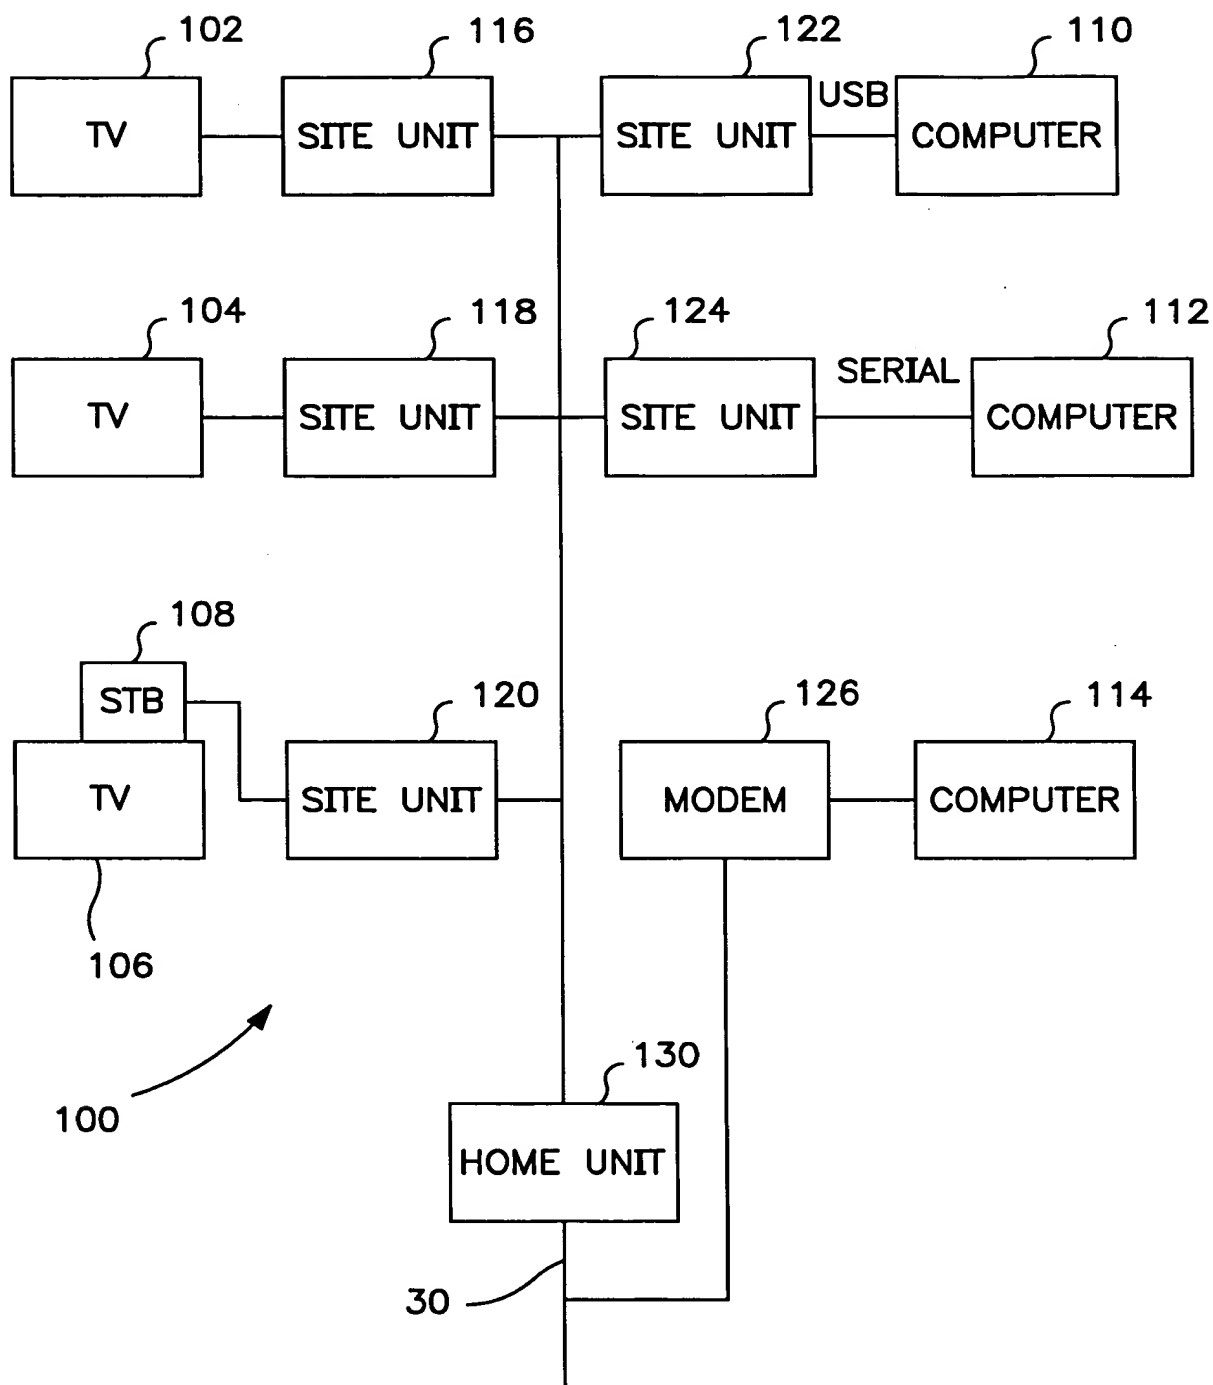 102
116
122
110
TV
SITE UNIT
SITE UNIT
USB
COMPUTER
104
118
124
112
TV
SITE UNIT
SITE UNIT
SERIAL
COMPUTER
108
STB
120
126
114
TV
SITE UNIT
MODEM
COMPUTER
106
100
130
HOME UNIT
30